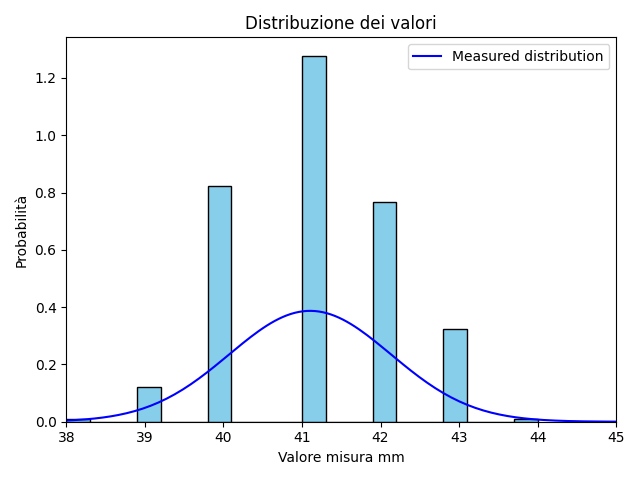 Distribuzione dei valori
Measured distribution
Probabilità
1.2
1.0
0.8
0.6
0.4
0.2
0.0
38 39 40 41 42 43 44 45
Valore misura mm